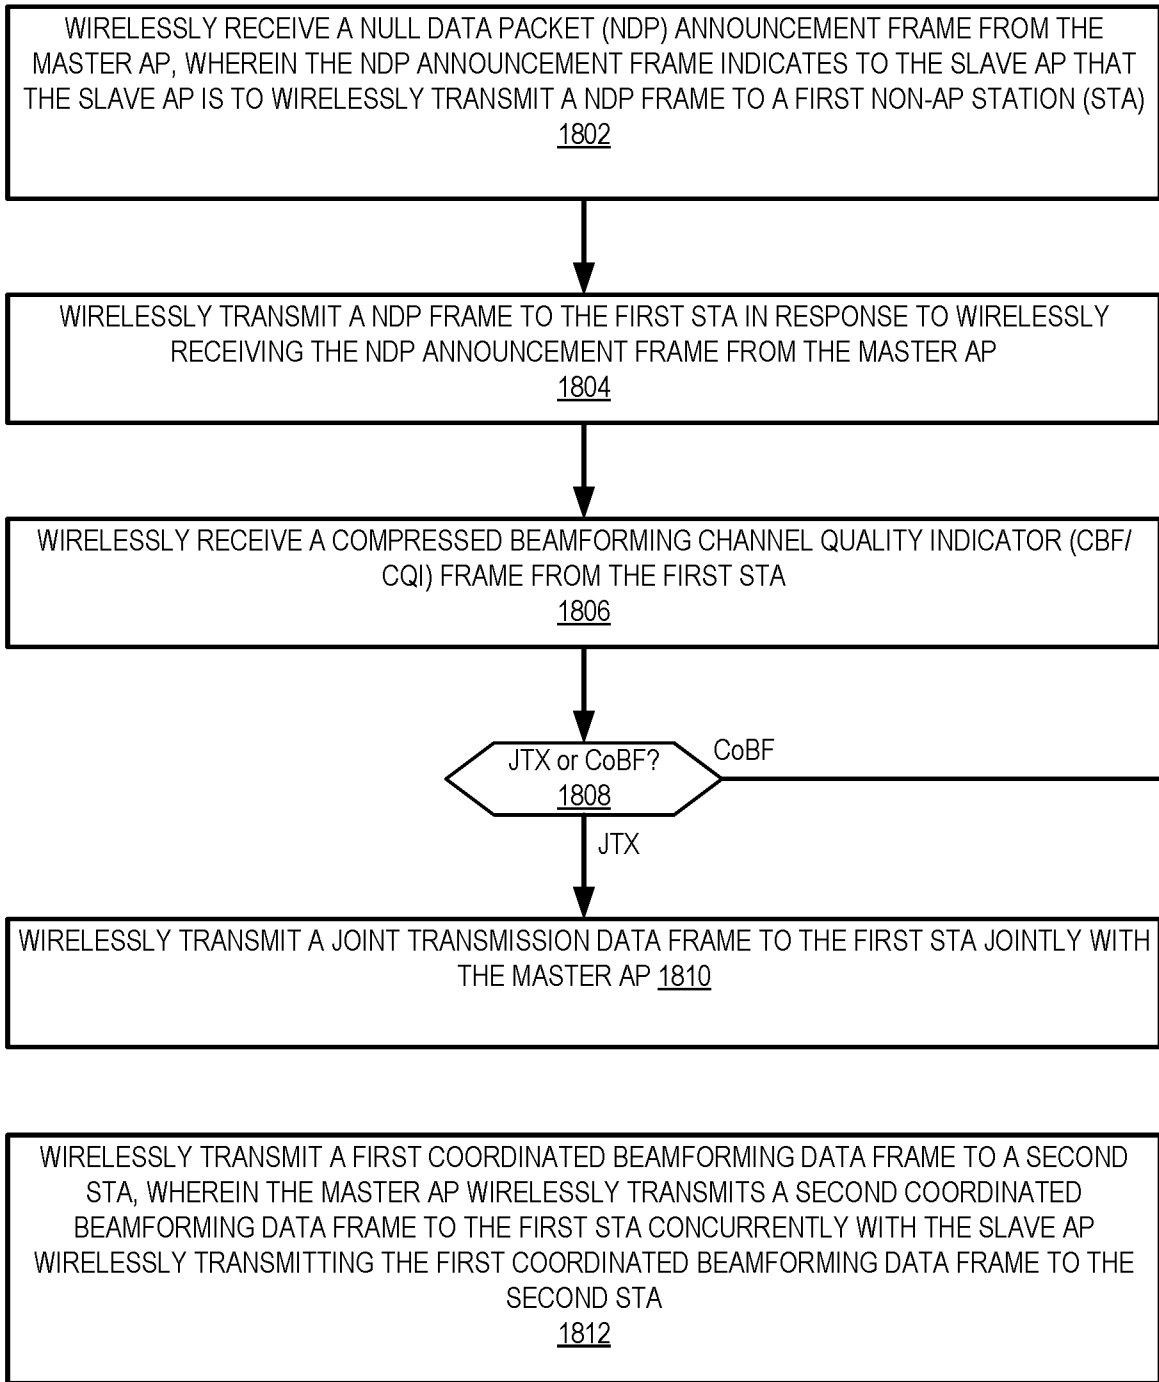 WIRELESSLY RECEIVE A NULL DATA PACKET (NDP) ANNOUNCEMENT FRAME FROM THE
MASTER AP, WHEREIN THE NDP ANNOUNCEMENT FRAME INDICATES TO THE SLAVE AP THAT
THE SLAVE AP IS TO WIRELESSLY TRANSMIT A NDP FRAME TO A FIRST NON-AP STATION (STA)
1802
WIRELESSLY TRANSMIT A NDP FRAME TO THE FIRST STA IN RESPONSE TO WIRELESSLY
RECEIVING THE NDP ANNOUNCEMENT FRAME FROM THE MASTER AP
1804
WIRELESSLY RECEIVE A COMPRESSED BEAMFORMING CHANNEL QUALITY INDICATOR (CBF/
CQI) FRAME FROM THE FIRST STA
1806
JTX or CoBF?
1808
CoBF
JTX
WIRELESSLY TRANSMIT A JOINT TRANSMISSION DATA FRAME TO THE FIRST STA JOINTLY WITH
THE MASTER AP 1810
WIRELESSLY TRANSMIT A FIRST COORDINATED BEAMFORMING DATA FRAME TO A SECOND
STA, WHEREIN THE MASTER AP WIRELESSLY TRANSMITS A SECOND COORDINATED
BEAMFORMING DATA FRAME TO THE FIRST STA CONCURRENTLY WITH THE SLAVE AP
WIRELESSLY TRANSMITTING THE FIRST COORDINATED BEAMFORMING DATA FRAME TO THE
SECOND STA
1812